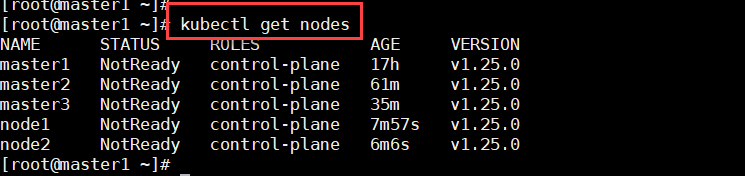 [root@master1 ~]#
[root@master1 ~]# kubectl get nodes
NAME STATUS ROLES AGE VERSION
master1 NotReady control-plane 17h v1.25.0
master2 NotReady control-plane 61m v1.25.0
master3 NotReady control-plane 35m v1.25.0
node1 NotReady control-plane 7m57s v1.25.0
node2 NotReady control-plane 6m6s v1.25.0
[root@master1 ~]#